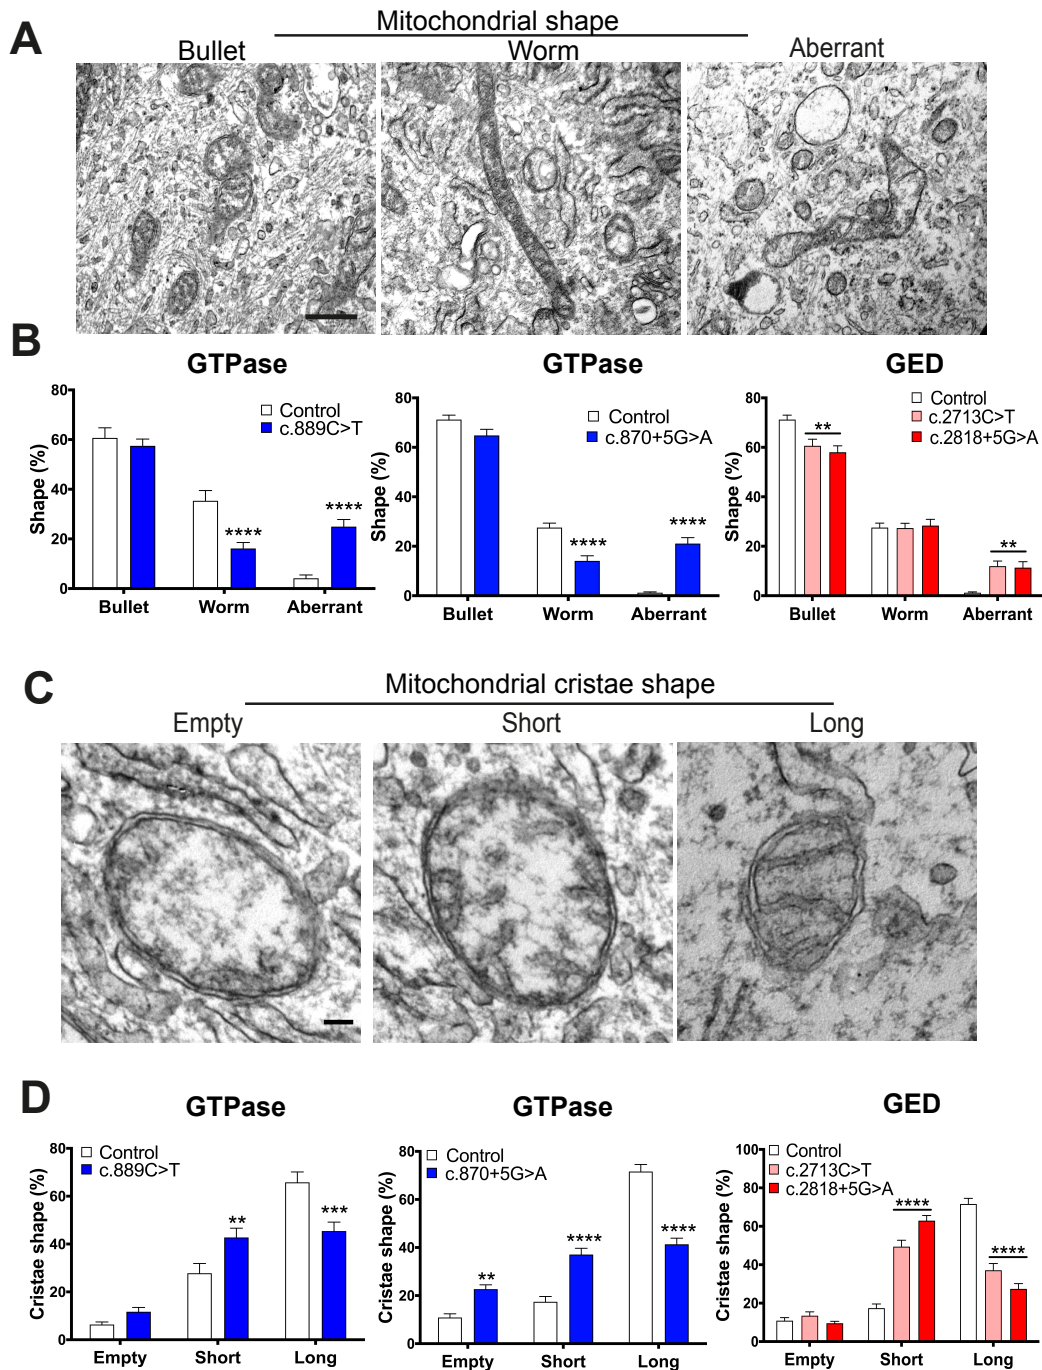 A
Mitochondrial shape
Bullet
Worm
Aberrant
B
GTPase
Shape (%)
80
60
40
20
0
Control
c.889C>T
****
****
Bullet
Worm
Aberrant
GTPase
Shape (%)
80
60
40
20
0
Control
c.870+5G>A
****
****
Bullet
Worm
Aberrant
GED
Shape (%)
80
60
40
20
0
Control
c.2713C>T
c.2818+5G>A
**
**
Bullet
Worm
Aberrant
C
Mitochondrial cristae shape
Empty
Short
Long
D
GTPase
Cristae shape (%)
80
60
40
20
0
Control
c.889C>T
**
***
Empty
Short
Long
GTPase
Cristae shape (%)
80
60
40
20
0
Control
c.870+5G>A
**
****
****
Empty
Short
Long
GED
Cristae shape (%)
100
80
60
40
20
0
Control
c.2713C>T
c.2818+5G>A
****
****
Empty
Short
Long